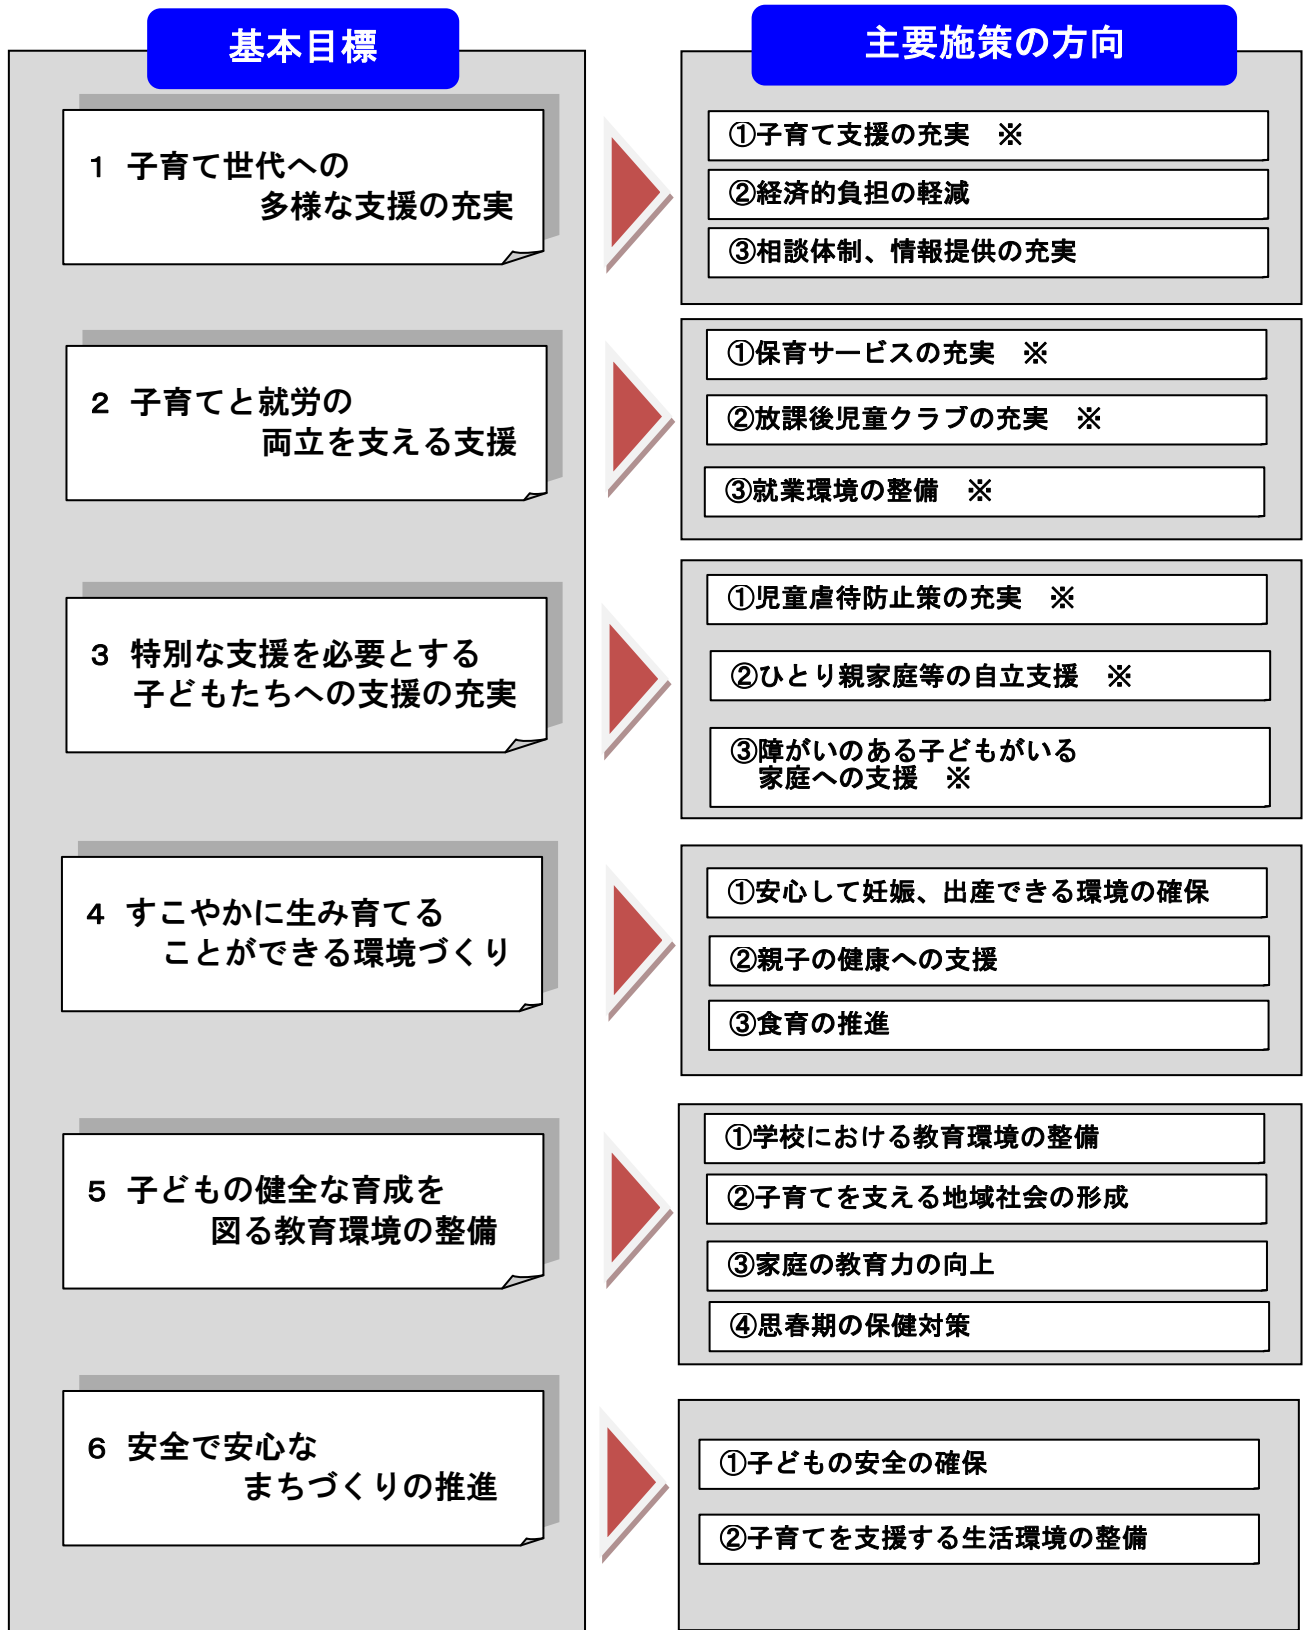 基本目標
主要施策の方向
1 子育て世代への
多様な支援の充実
①子育て支援の充実 ※
②経済的負担の軽減
③相談体制、情報提供の充実
2 子育てと就労の
両立を支える支援
①保育サービスの充実 ※
②放課後児童クラブの充実 ※
③就業環境の整備 ※
3 特別な支援を必要とする
子どもたちへの支援の充実
①児童虐待防止策の充実 ※
②ひとり親家庭等の自立支援 ※
③障がいのある子どもがいる
家庭への支援 ※
4 すこやかに生み育てる
ことができる環境づくり
①安心して妊娠、出産できる環境の確保
②親子の健康への支援
③食育の推進
5 子どもの健全な育成を
図る教育環境の整備
①学校における教育環境の整備
②子育てを支える地域社会の形成
③家庭の教育力の向上
④思春期の保健対策
6 安全で安心な
まちづくりの推進
①子どもの安全の確保
②子育てを支援する生活環境の整備